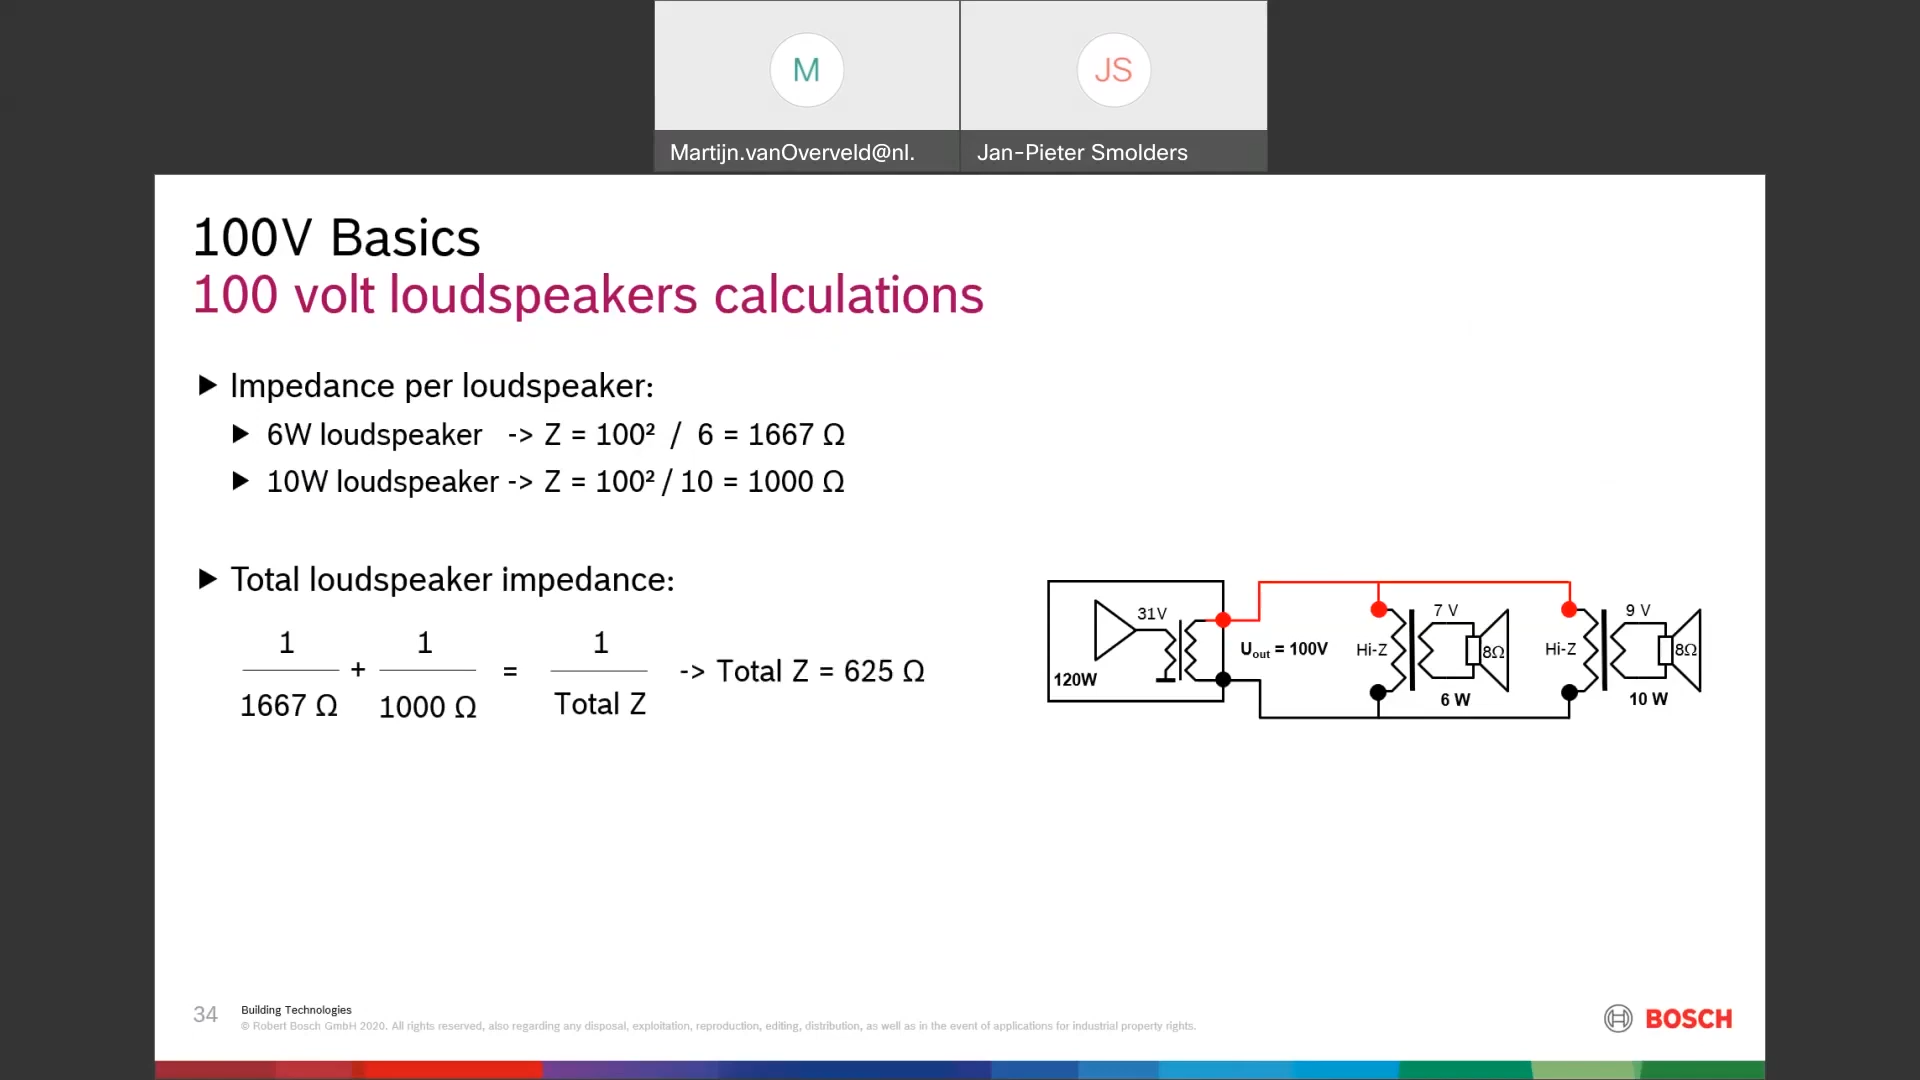 M
JS
Martijn.vanOverveld@nl.
Jan-Pieter Smolders
100V Basics
100 volt loudspeakers calculations
▶ Impedance per loudspeaker:
▶ 6W loudspeaker -> Z = 100² / 6 = 1667 Ω
▶ 10W loudspeaker -> Z = 100² / 10 = 1000 Ω
▶ Total loudspeaker impedance:
1 1 1
+ = -> Total Z = 625 Ω
1667 Ω 1000 Ω Total Z
31V
120W
Uout = 100V
Hi-Z
7 V
8Ω
6 W
Hi-Z
9 V
8Ω
10 W
34
Building Technologies
© Robert Bosch GmbH 2020. All rights reserved, also regarding any disposal, exploitation, reproduction, editing, distribution, as well as in the event of applications for industrial property rights.
BOSCH